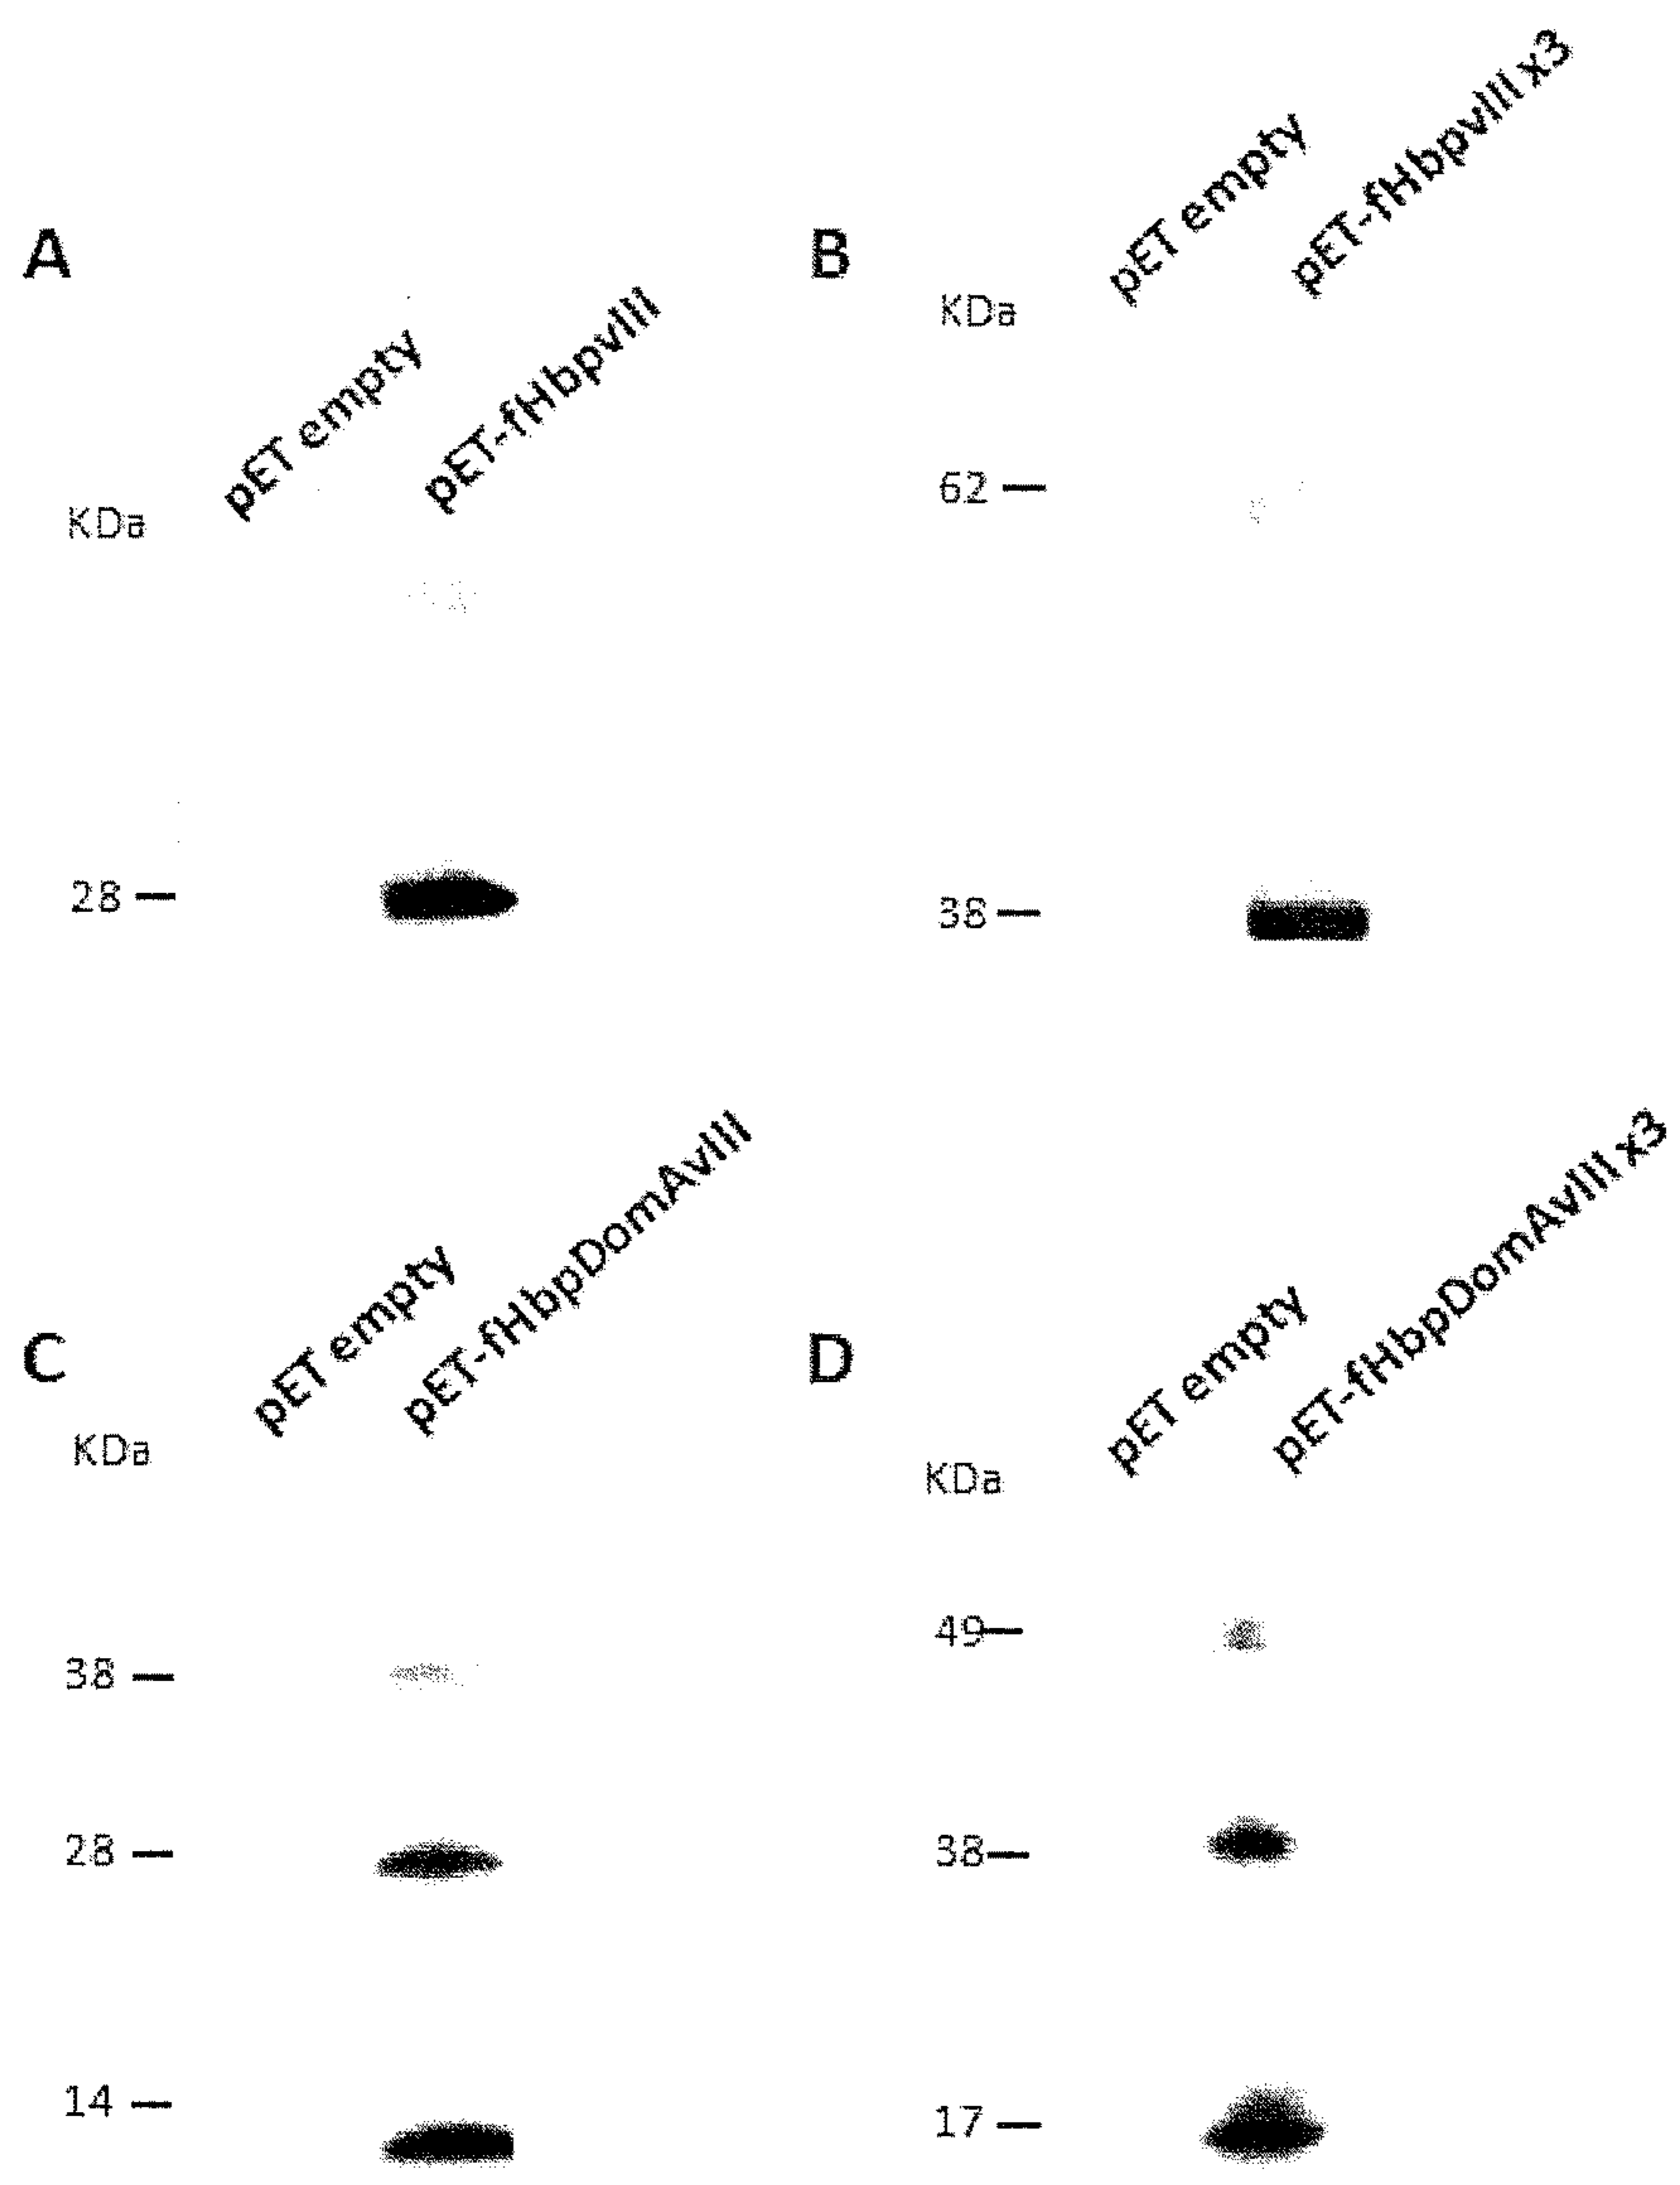 A
pET empty
pET-fHbpvIII
KDa
28
B
pET empty
pET-fHbpvIII x3
KDa
62
38
C
pET empty
pET-fHbpDomAvIII
KDa
38
28
14
D
pET empty
pET-fHbpDomAvIII x3
KDa
49
38
17